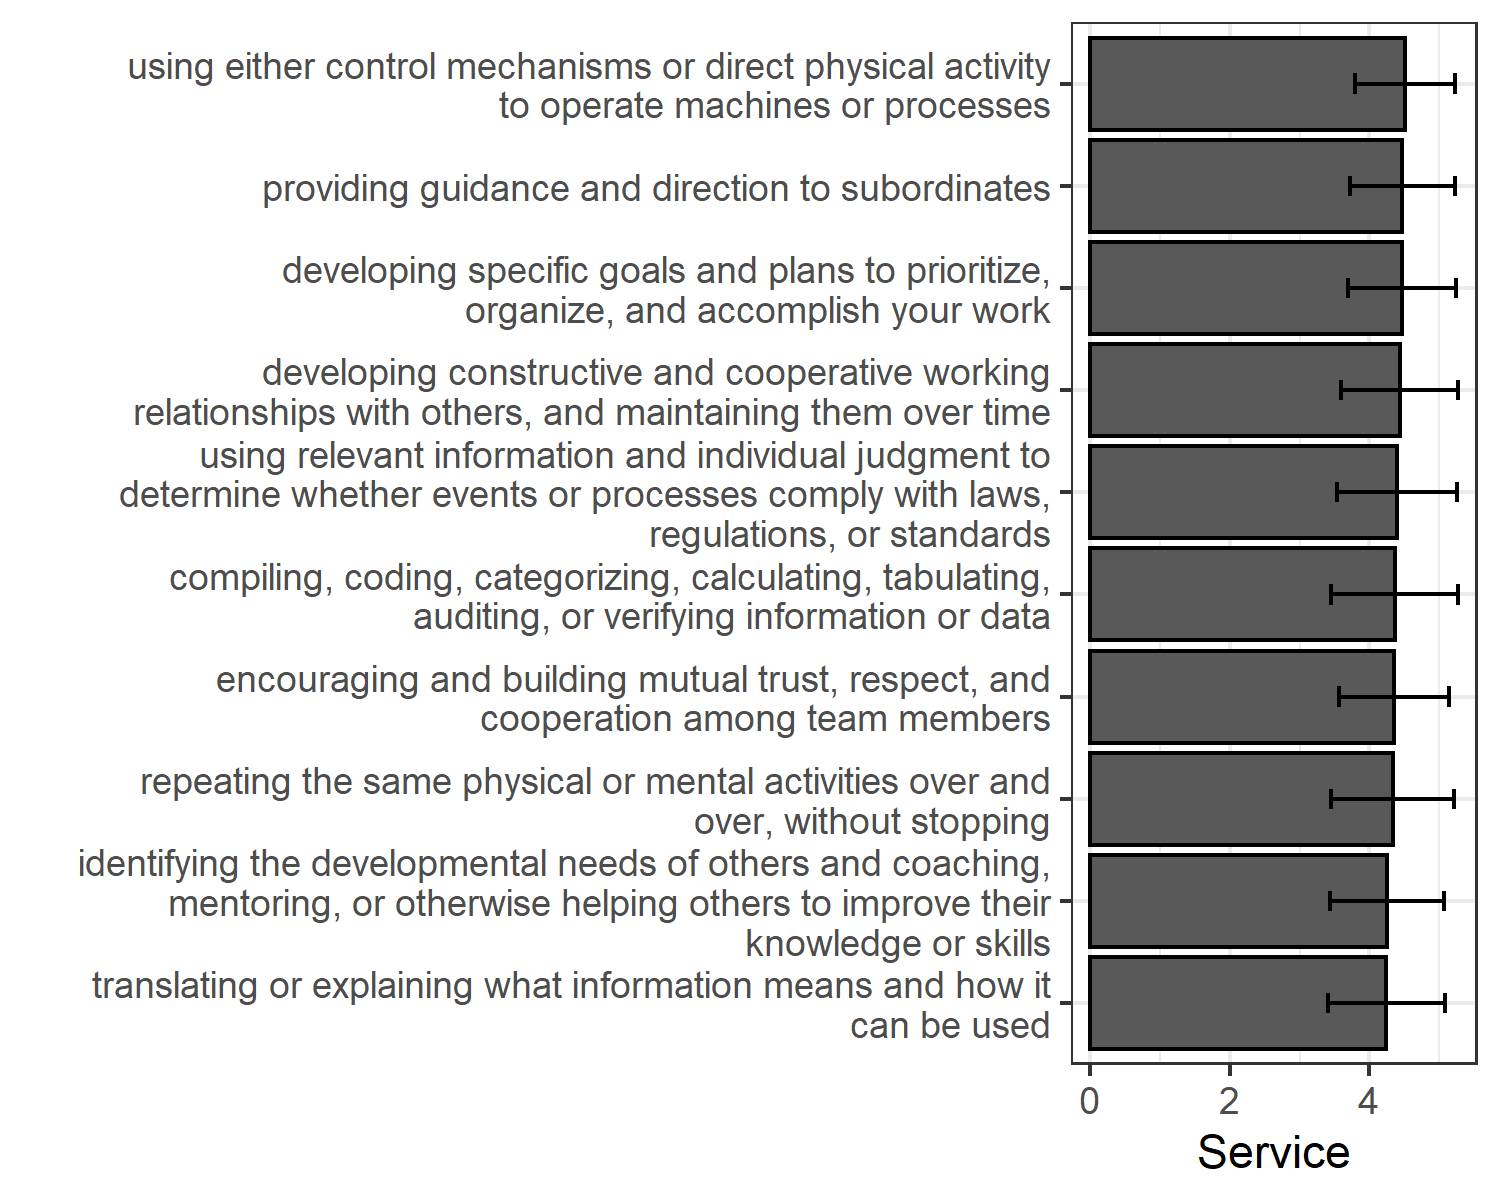 using either control mechanisms or direct physical activity
to operate machines or processes
providing guidance and direction to subordinates
developing specific goals and plans to prioritize,
organize, and accomplish your work
developing constructive and cooperative working
relationships with others, and maintaining them over time
using relevant information and individual judgment to
determine whether events or processes comply with laws,
regulations, or standards
compiling, coding, categorizing, calculating, tabulating,
auditing, or verifying information or data
encouraging and building mutual trust, respect, and
cooperation among team members
repeating the same physical or mental activities over and
over, without stopping
identifying the developmental needs of others and coaching,
mentoring, or otherwise helping others to improve their
knowledge or skills
translating or explaining what information means and how it
can be used
0 2 4
Service